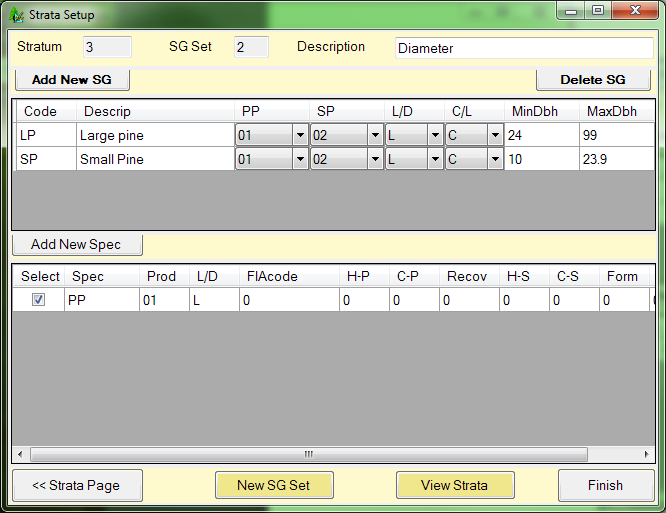 Strata Setup
Stratum 3 SG Set 2 Description Diameter
Add New SG Delete SG
Code Descrip PP SP L/D C/L MinDbh MaxDbh
LP Large pine 01 02 L C 24 99
SP Small Pine 01 02 L C 10 23.9
Add New Spec
Select Spec Prod L/D FIAcode H-P C-P Recov H-S C-S Form
PP 01 L 0 0 0 0 0 0 0
<< Strata Page New SG Set View Strata Finish